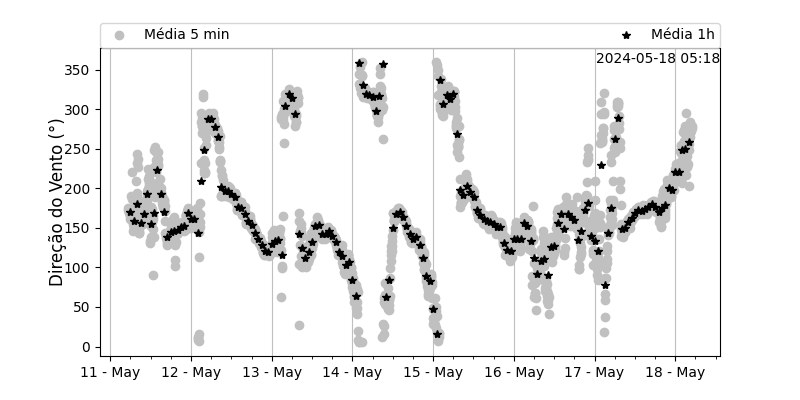 Média 5 min
Média 1h
2024-05-18 05:18
Direção do Vento (°)
350
300
250
200
150
100
50
0
11 - May
12 - May
13 - May
14 - May
15 - May
16 - May
17 - May
18 - May